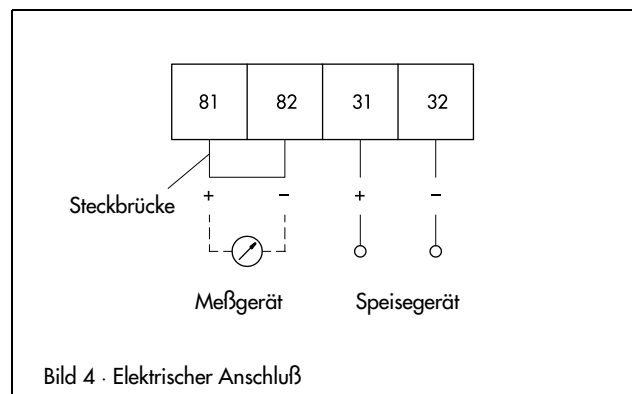 81 82 31 32
Steckbrücke
+ − + −
Meßgerät Speisegerät
Bild 4 · Elektrischer Anschluß